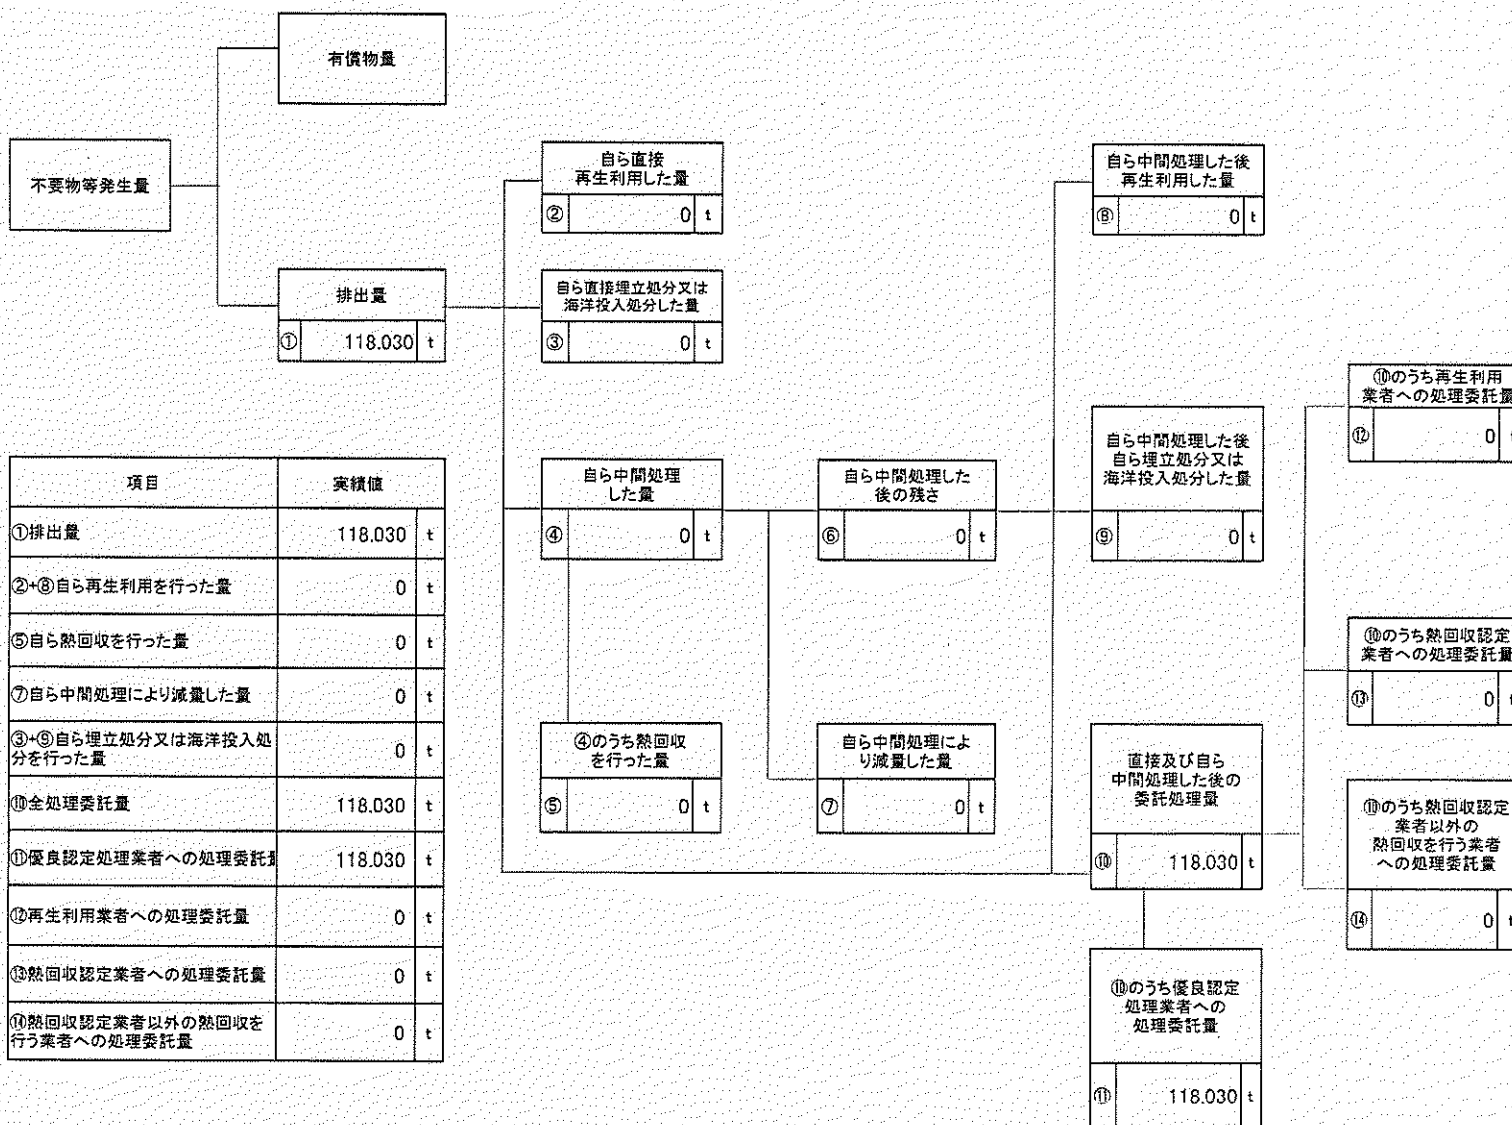 有償物量
不要物等発生量
排出量
① 118.030 t
自ら直接
再生利用した量
② 0 t
自ら直接埋立処分又は
海洋投入処分した量
③ 0 t
自ら中間処理
した量
④ 0 t
④のうち熱回収
を行った量
⑤ 0 t
自ら中間処理した
後の残さ
⑥ 0 t
自ら中間処理によ
り減量した量
⑦ 0 t
自ら中間処理した後
再生利用した量
⑧ 0 t
自ら中間処理した後
自ら埋立処分又は
海洋投入処分した量
⑨ 0 t
直接及び自ら
中間処理した後の
委託処理量
⑩ 118.030 t
⑩のうち優良認定
処理業者への
処理委託量
⑪ 118.030 t
⑩のうち再生利用
業者への処理委託量
⑫ 0
⑩のうち熱回収認定
業者への処理委託量
⑬ 0 t
⑩のうち熱回収認定
業者以外の
熱回収を行う業者
への処理委託量
⑭ 0 t
項目 実績値
①排出量 118.030 t
②+⑧自ら再生利用を行った量 0 t
⑤自ら熱回収を行った量 0 t
⑦自ら中間処理により減量した量 0 t
③+⑨自ら埋立処分又は海洋投入処
分を行った量 0 t
⑩全処理委託量 118.030 t
⑪優良認定処理業者への処理委託量 118.030 t
⑫再生利用業者への処理委託量 0 t
⑬熱回収認定業者への処理委託量 0 t
⑭熱回収認定業者以外の熱回収を
行う業者への処理委託量 0 t